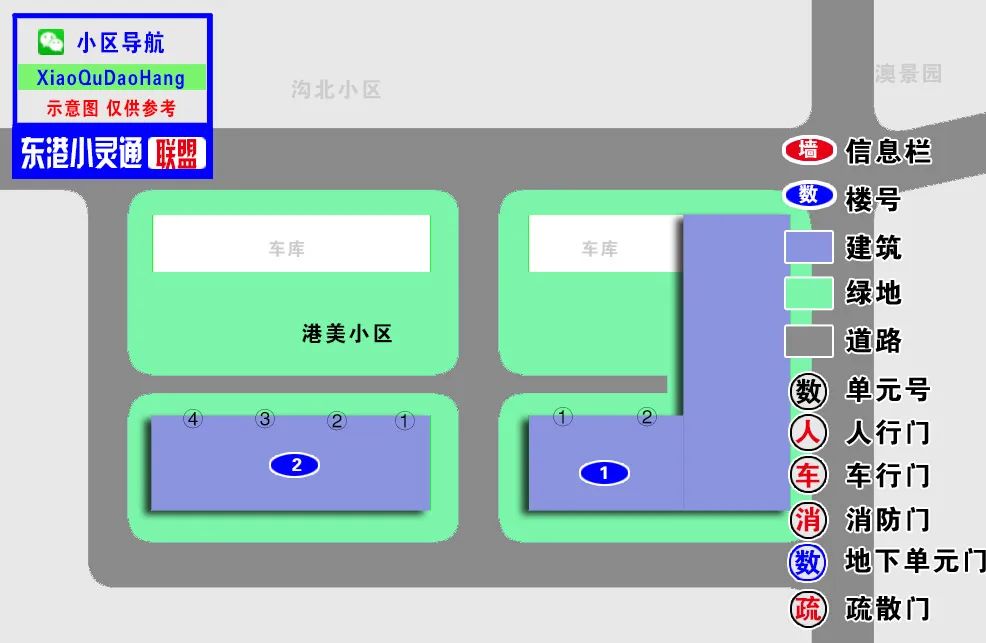 小区导航
XiaoQuDaoHang
示意图 仅供参考
东港小灵通 联盟
沟北小区
澳景园
墙 信息栏
数 楼号
建筑
绿地
道路
数 单元号
人 人行门
车 车行门
消 消防门
数 地下单元门
疏 疏散门
车库
车库
港美小区
④ ③ ② ①
2
① ②
1